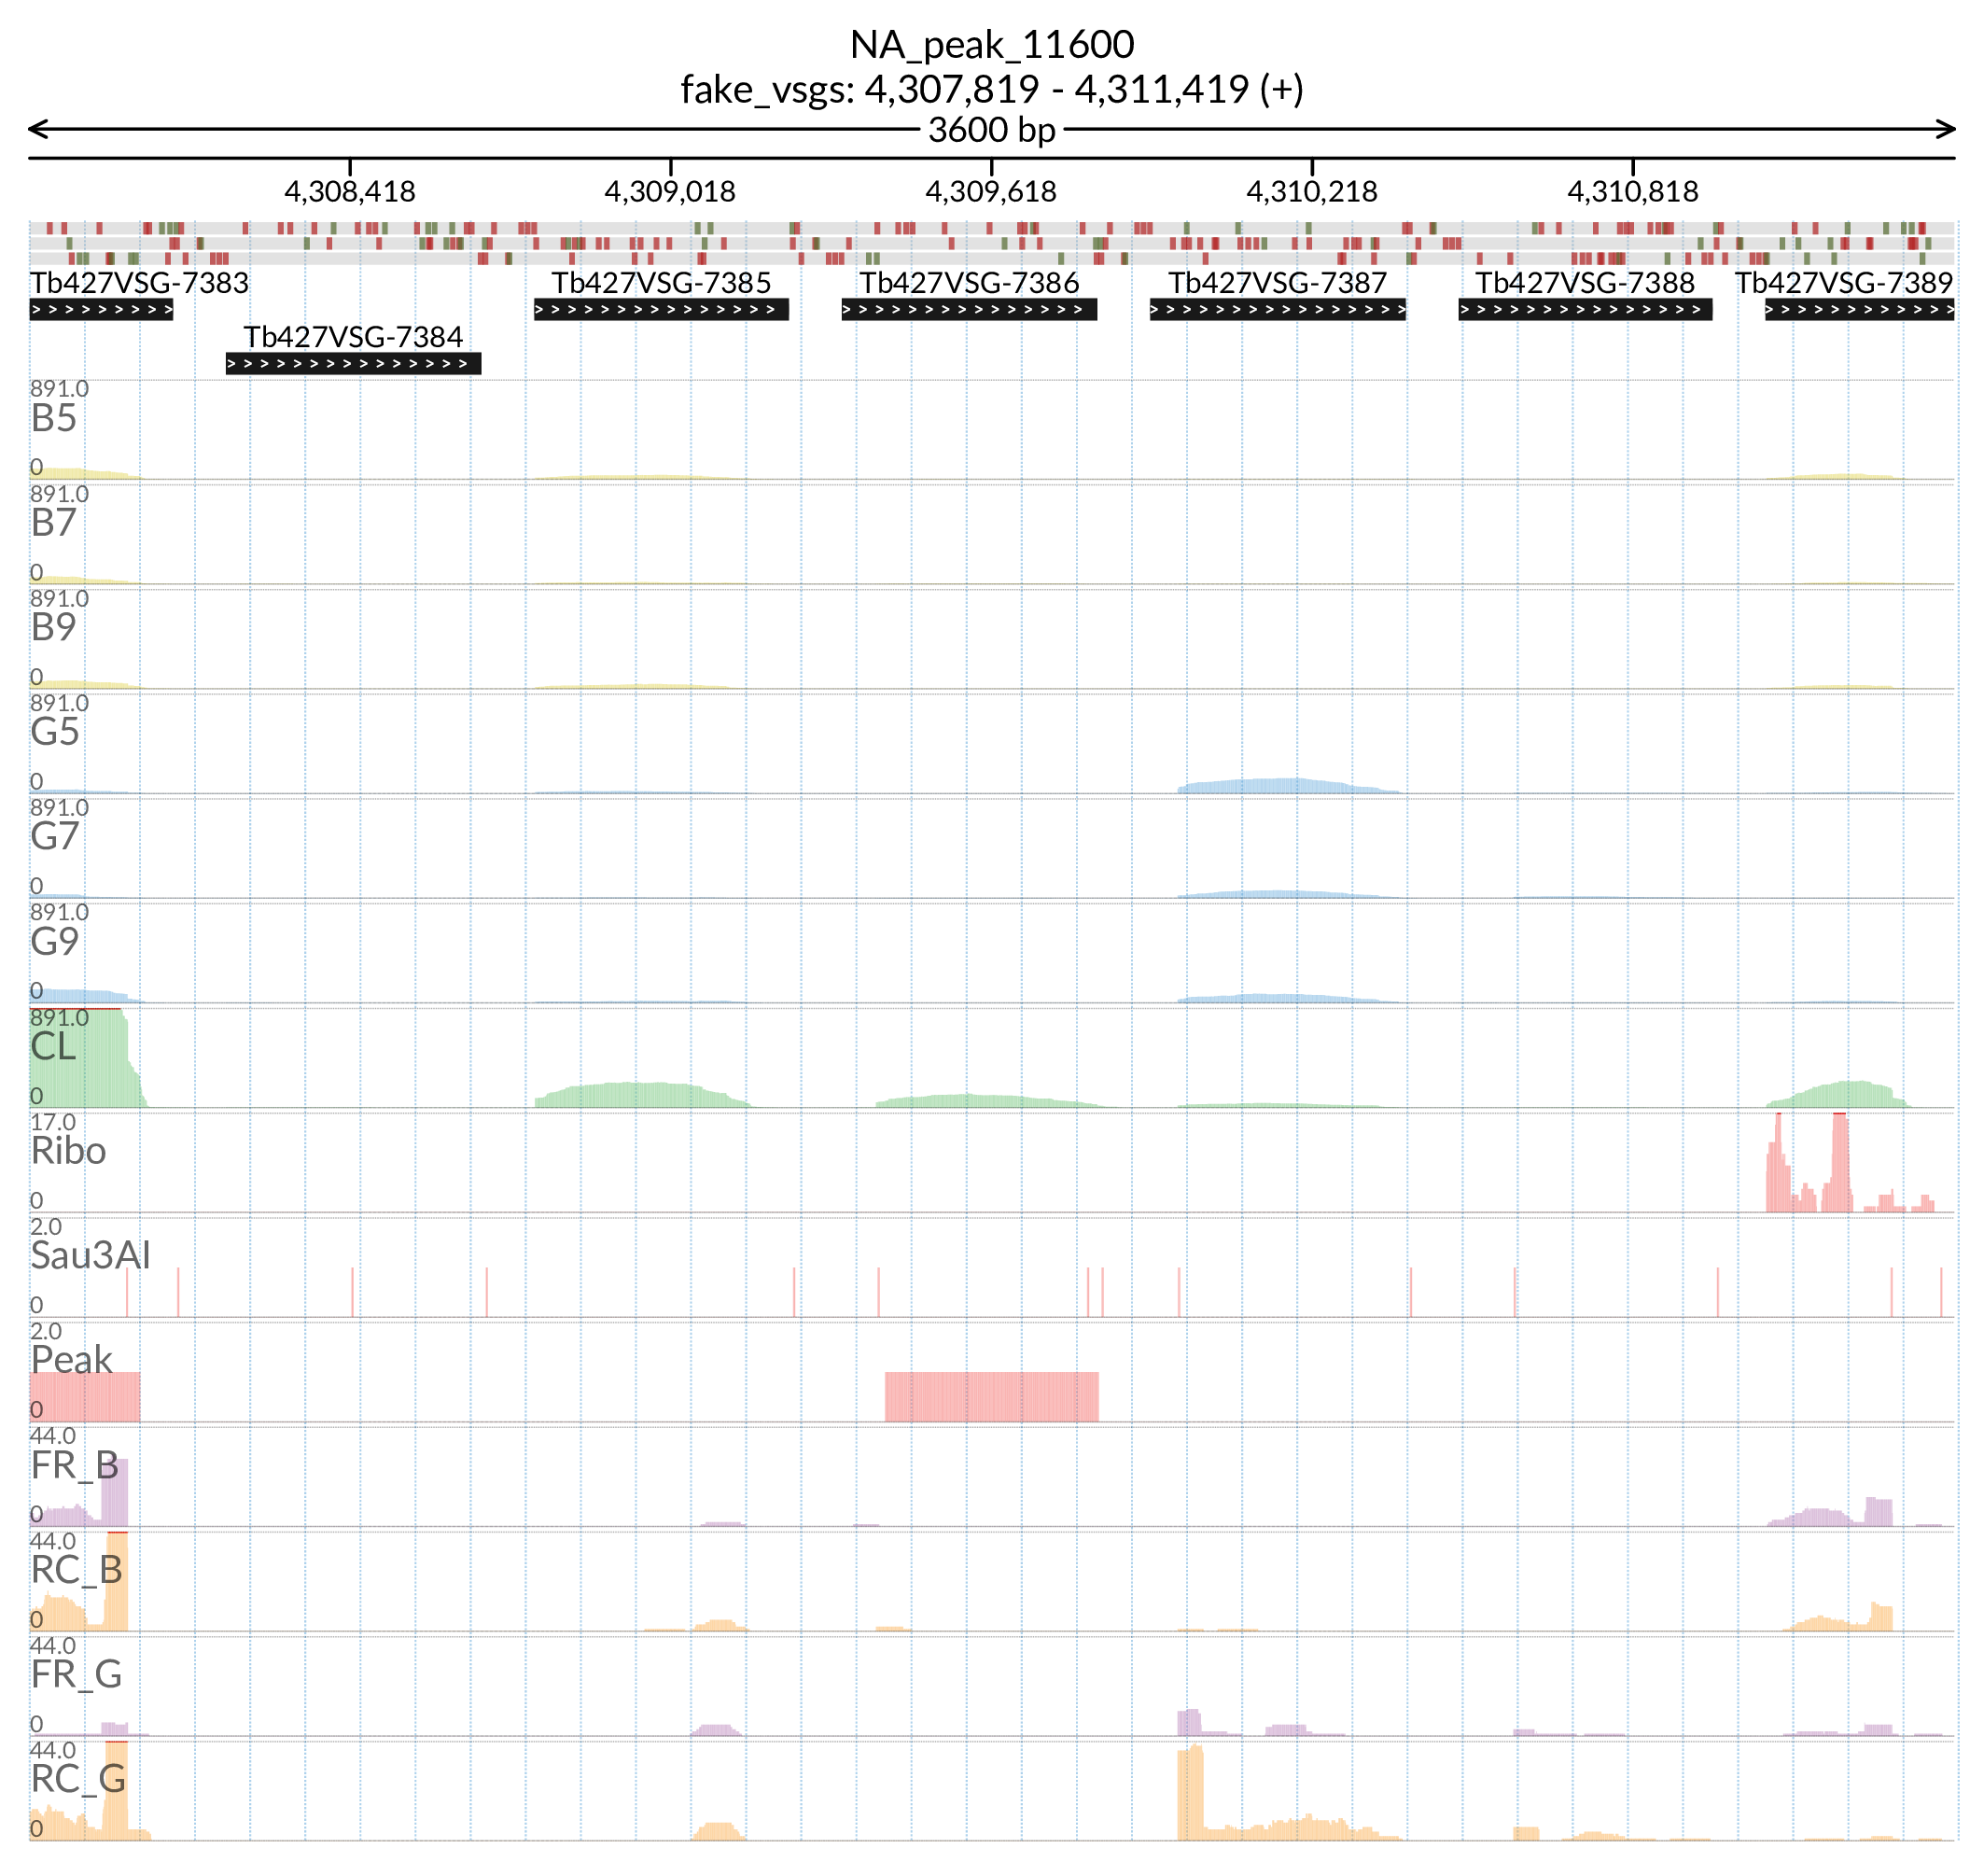 NA_peak_11600
fake_vsgs: 4,307,819 - 4,311,419 (+)
3600 bp
4,308,418 4,309,018 4,309,618 4,310,218 4,310,818
Tb427VSG-7383 Tb427VSG-7385 Tb427VSG-7386 Tb427VSG-7387 Tb427VSG-7388 Tb427VSG-7389
Tb427VSG-7384
891.0
B5
0
891.0
B7
0
891.0
B9
0
891.0
G5
0
891.0
G7
0
891.0
G9
0
891.0
CL
0
17.0
Ribo
0
2.0
Sau3AI
0
2.0
Peak
0
44.0
FR_B
0
44.0
RC_B
0
44.0
FR_G
0
44.0
RC_G
0